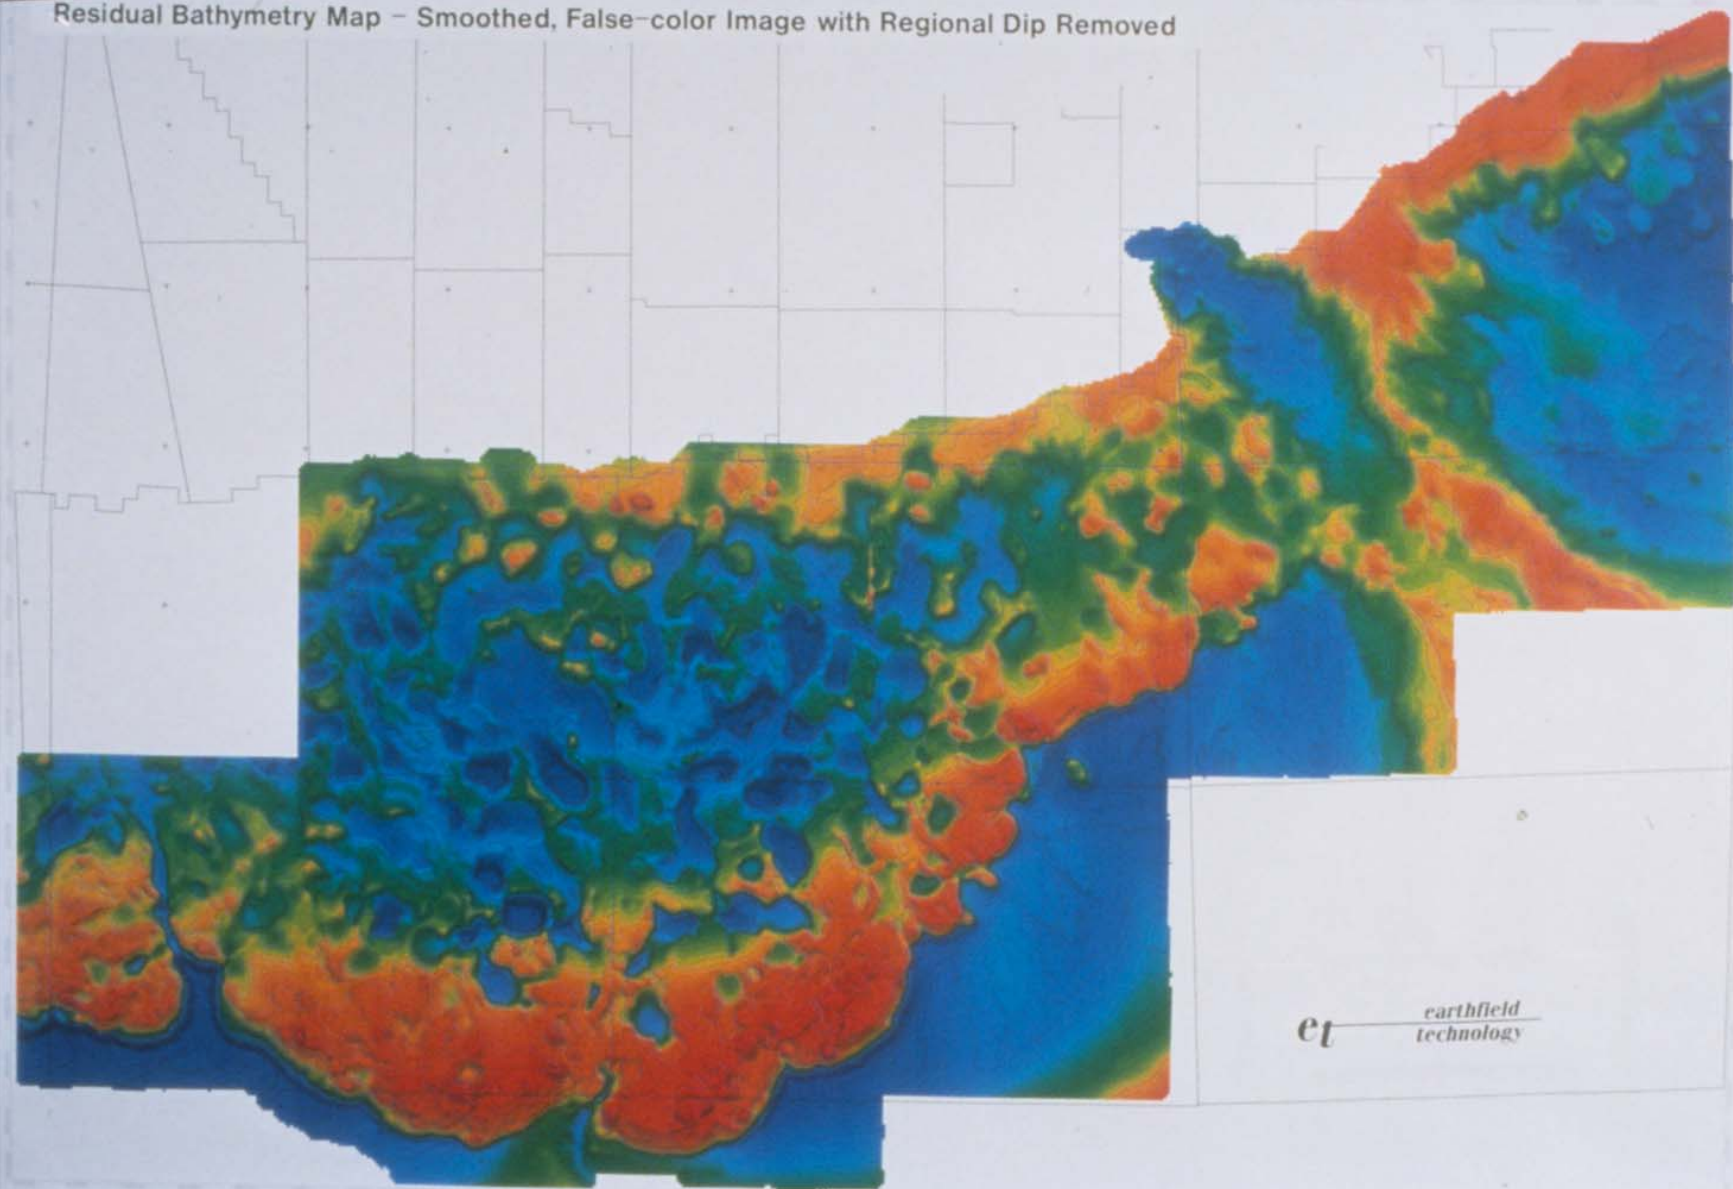 Residual Bathymetry Map - Smoothed, False-color Image with Regional Dip Removed
et
earthfield
technology